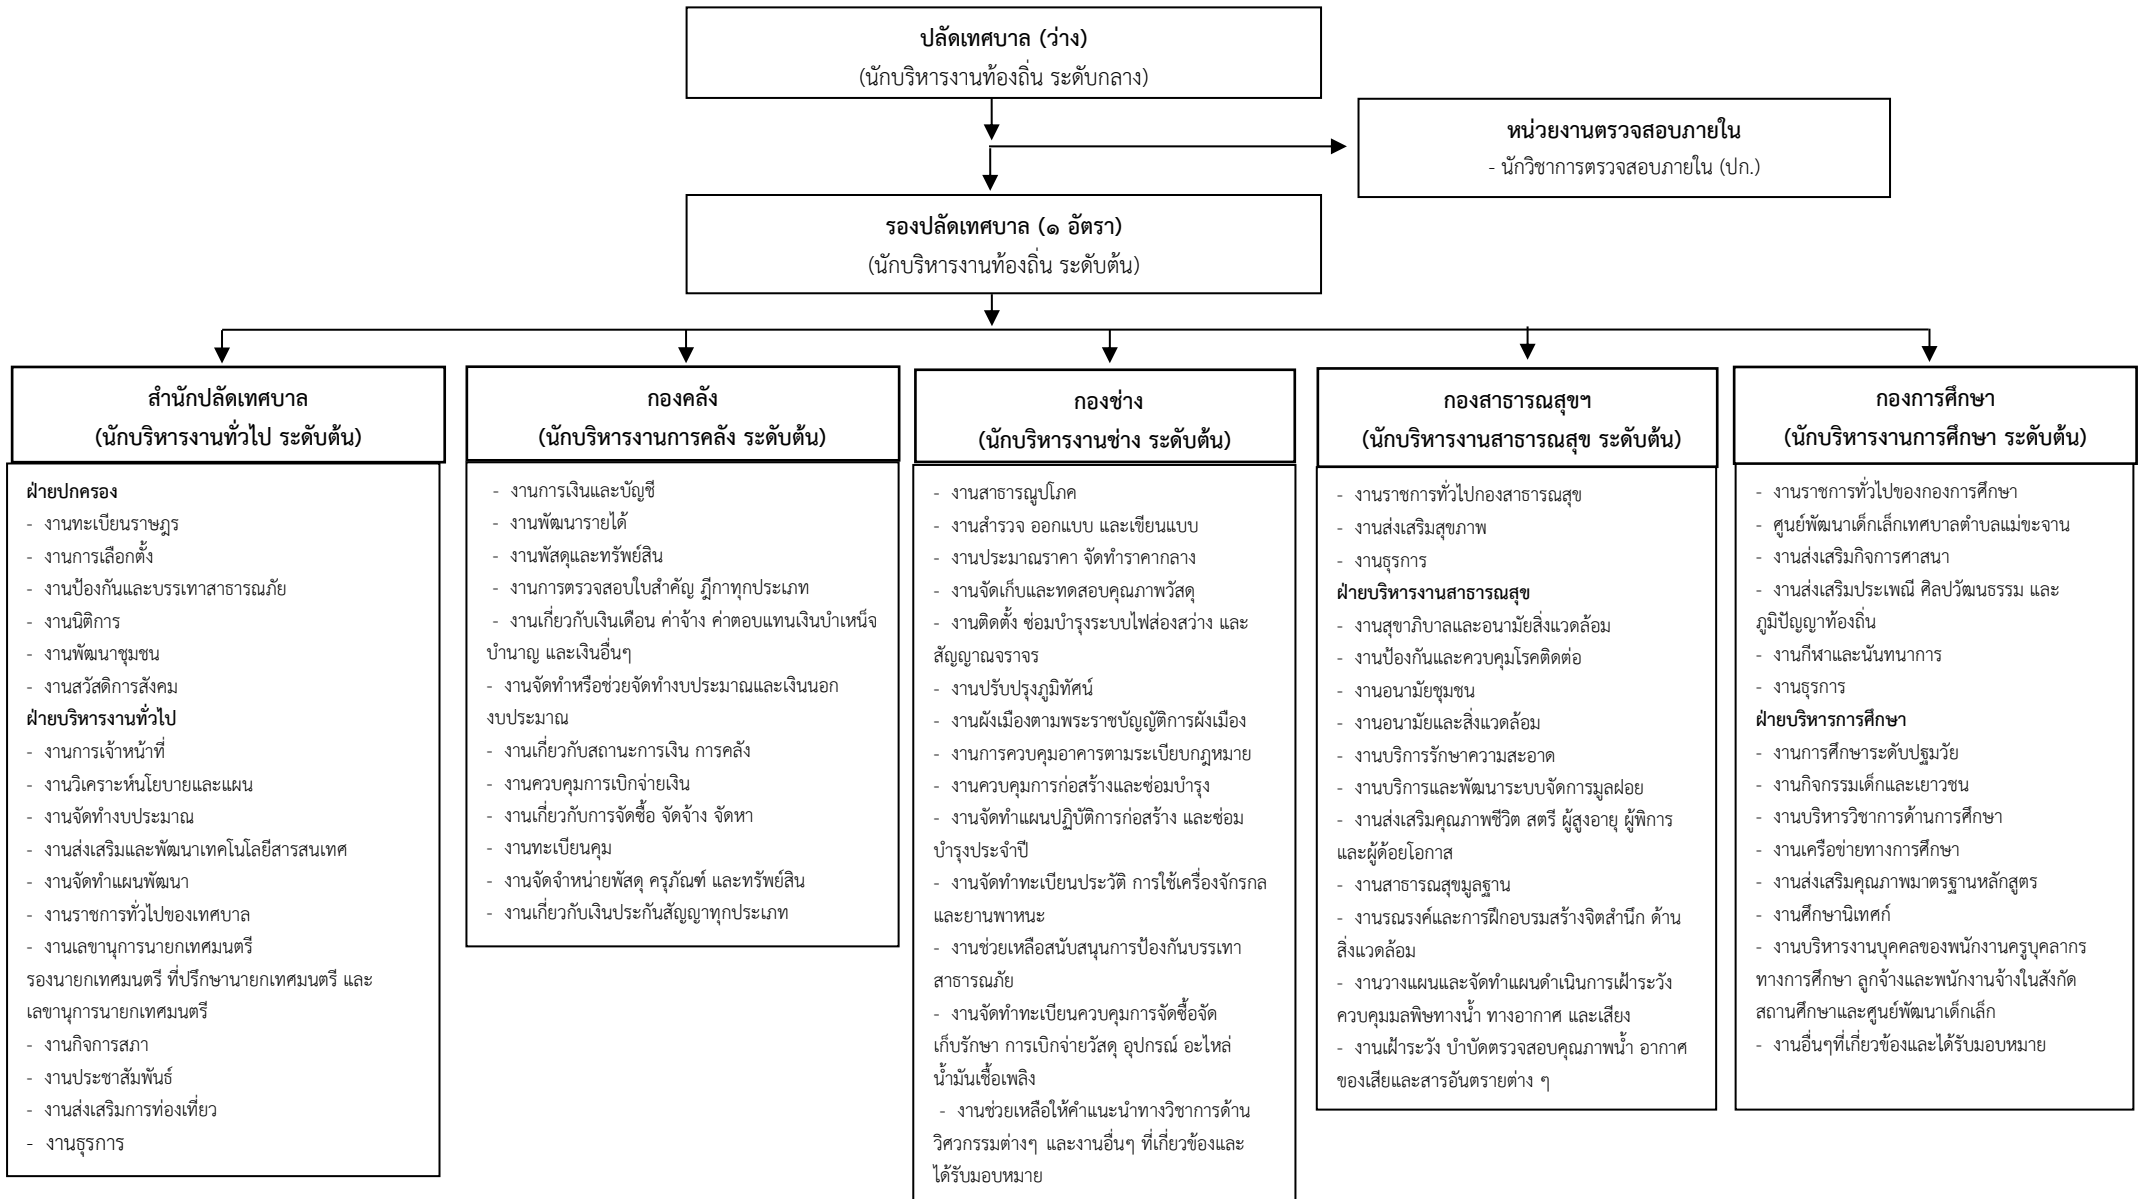 ปลัดเทศบาล (ว่าง)
(นักบริหารงานท้องถิ่น ระดับกลาง)
หน่วยงานตรวจสอบภายใน
- นักวิชาการตรวจสอบภายใน (ปก.)
รองปลัดเทศบาล (๑ อัตรา)
(นักบริหารงานท้องถิ่น ระดับต้น)
สำนักปลัดเทศบาล
(นักบริหารงานทั่วไป ระดับต้น)
ฝ่ายปกครอง
- งานทะเบียนราษฎร
- งานการเลือกตั้ง
- งานป้องกันและบรรเทาสาธารณภัย
- งานนิติการ
- งานพัฒนาชุมชน
- งานสวัสดิการสังคม
ฝ่ายบริหารงานทั่วไป
- งานการเจ้าหน้าที่
- งานวิเคราะห์นโยบายและแผน
- งานจัดทำงบประมาณ
- งานส่งเสริมและพัฒนาเทคโนโลยีสารสนเทศ
- งานจัดทำแผนพัฒนา
- งานราชการทั่วไปของเทศบาล
- งานเลขานุการนายกเทศมนตรี
รองนายกเทศมนตรี ที่ปรึกษานายกเทศมนตรี และ
เลขานุการนายกเทศมนตรี
- งานกิจการสภา
- งานประชาสัมพันธ์
- งานส่งเสริมการท่องเที่ยว
- งานธุรการ
กองคลัง
(นักบริหารงานการคลัง ระดับต้น)
- งานการเงินและบัญชี
- งานพัฒนารายได้
- งานพัสดุและทรัพย์สิน
- งานการตรวจสอบใบสำคัญ ฎีกาทุกประเภท
- งานเกี่ยวกับเงินเดือน ค่าจ้าง ค่าตอบแทนเงินบำเหน็จ
บำนาญ และเงินอื่นๆ
- งานจัดทำหรือช่วยจัดทำงบประมาณและเงินนอก
งบประมาณ
- งานเกี่ยวกับสถานะการเงิน การคลัง
- งานควบคุมการเบิกจ่ายเงิน
- งานเกี่ยวกับการจัดซื้อ จัดจ้าง จัดหา
- งานทะเบียนคุม
- งานจัดจำหน่ายพัสดุ ครุภัณฑ์ และทรัพย์สิน
- งานเกี่ยวกับเงินประกันสัญญาทุกประเภท
กองช่าง
(นักบริหารงานช่าง ระดับต้น)
- งานสาธารณูปโภค
- งานสำรวจ ออกแบบ และเขียนแบบ
- งานประมาณราคา จัดทำราคากลาง
- งานจัดเก็บและทดสอบคุณภาพวัสดุ
- งานติดตั้ง ซ่อมบำรุงระบบไฟส่องสว่าง และ
สัญญาณจราจร
- งานปรับปรุงภูมิทัศน์
- งานผังเมืองตามพระราชบัญญัติการผังเมือง
- งานการควบคุมอาคารตามระเบียบกฎหมาย
- งานควบคุมการก่อสร้างและซ่อมบำรุง
- งานจัดทำแผนปฏิบัติการก่อสร้าง และซ่อม
บำรุงประจำปี
- งานจัดทำทะเบียนประวัติ การใช้เครื่องจักรกล
และยานพาหนะ
- งานช่วยเหลือสนับสนุนการป้องกันบรรเทา
สาธารณภัย
- งานจัดทำทะเบียนควบคุมการจัดซื้อจัด
เก็บรักษา การเบิกจ่ายวัสดุ อุปกรณ์ อะไหล่
น้ำมันเชื้อเพลิง
- งานช่วยเหลือให้คำแนะนำทางวิชาการด้าน
วิศวกรรมต่างๆ และงานอื่นๆ ที่เกี่ยวข้องและ
ได้รับมอบหมาย
กองสาธารณสุขฯ
(นักบริหารงานสาธารณสุข ระดับต้น)
- งานราชการทั่วไปกองสาธารณสุข
- งานส่งเสริมสุขภาพ
- งานธุรการ
ฝ่ายบริหารงานสาธารณสุข
- งานสุขาภิบาลและอนามัยสิ่งแวดล้อม
- งานป้องกันและควบคุมโรคติดต่อ
- งานอนามัยชุมชน
- งานอนามัยและสิ่งแวดล้อม
- งานบริการรักษาความสะอาด
- งานบริการและพัฒนาระบบจัดการมูลฝอย
- งานส่งเสริมคุณภาพชีวิต สตรี ผู้สูงอายุ ผู้พิการ
และผู้ด้อยโอกาส
- งานสาธารณสุขมูลฐาน
- งานรณรงค์และการฝึกอบรมสร้างจิตสำนึก ด้าน
สิ่งแวดล้อม
- งานวางแผนและจัดทำแผนดำเนินการเฝ้าระวัง
ควบคุมมลพิษทางน้ำ ทางอากาศ และเสียง
- งานเฝ้าระวัง บำบัดตรวจสอบคุณภาพน้ำ อากาศ
ของเสียและสารอันตรายต่าง ๆ
กองการศึกษา
(นักบริหารงานการศึกษา ระดับต้น)
- งานราชการทั่วไปของกองการศึกษา
- ศูนย์พัฒนาเด็กเล็กเทศบาลตำบลแม่ขะจาน
- งานส่งเสริมกิจการศาสนา
- งานส่งเสริมประเพณี ศิลปวัฒนธรรม และ
ภูมิปัญญาท้องถิ่น
- งานกีฬาและนันทนาการ
- งานธุรการ
ฝ่ายบริหารการศึกษา
- งานการศึกษาระดับปฐมวัย
- งานกิจกรรมเด็กและเยาวชน
- งานบริหารวิชาการด้านการศึกษา
- งานเครือข่ายทางการศึกษา
- งานส่งเสริมคุณภาพมาตรฐานหลักสูตร
- งานศึกษานิเทศก์
- งานบริหารงานบุคคลของพนักงานครูบุคลากร
ทางการศึกษา ลูกจ้างและพนักงานจ้างในสังกัด
สถานศึกษาและศูนย์พัฒนาเด็กเล็ก
- งานอื่นๆที่เกี่ยวข้องและได้รับมอบหมาย